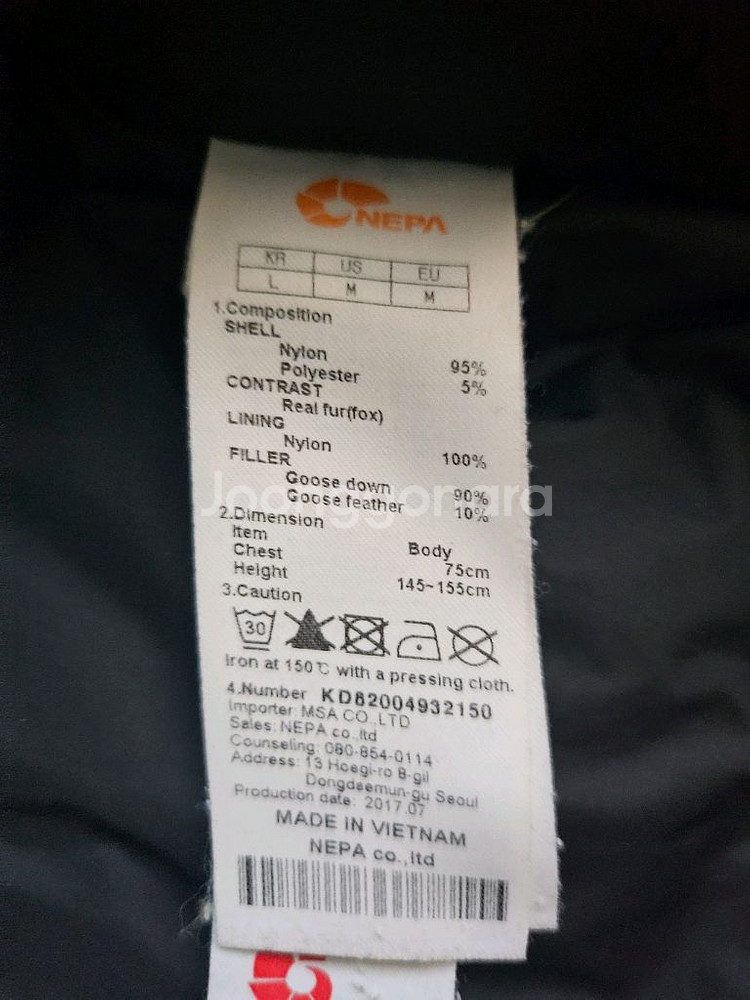 NEPA
KR US EU
L M M
1.Composition
SHELL
Nylon 95%
Polyester 5%
CONTRAST
Real fur(fox)
LINING
Nylon 100%
FILLER
Goose down 90%
Goose feather 10%
2.Dimension
Item Body
Chest 75cm
Height 145~155cm
3.Caution
30
Iron at 150℃ with a pressing cloth.
4.Number KD82004932150
Importer: MSA CO.,LTD
Sales: NEPA co.,ltd
Counseling: 080-854-0114
Address: 13 Hoegi-ro 8-gil
Dongdaemun-gu Seoul
Production date: 2017.07
MADE IN VIETNAM
NEPA co.,ltd
Joonggonara